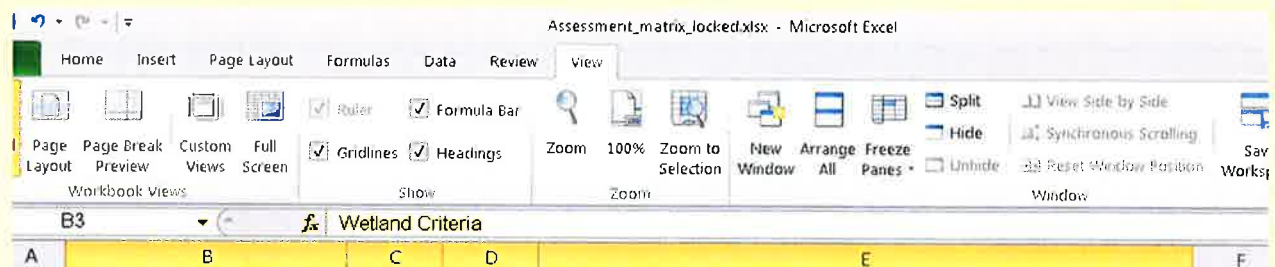 Assessment_matrix_locked.xlsx - Microsoft Excel
Home Insert Page Layout Formulas Data Review View
Ruler Formula Bar Split View Side by Side
Hide Synchronous Scrolling
Page Page Break Custom Full Gridlines Headings Zoom 100% Zoom to New Arrange Freeze Unhide Reset Window Position Sav
Layout Preview Views Screen Selection Window All Panes Worksp
Workbook Views Show Zoom Window
B3 fx Wetland Criteria
A B C D E F